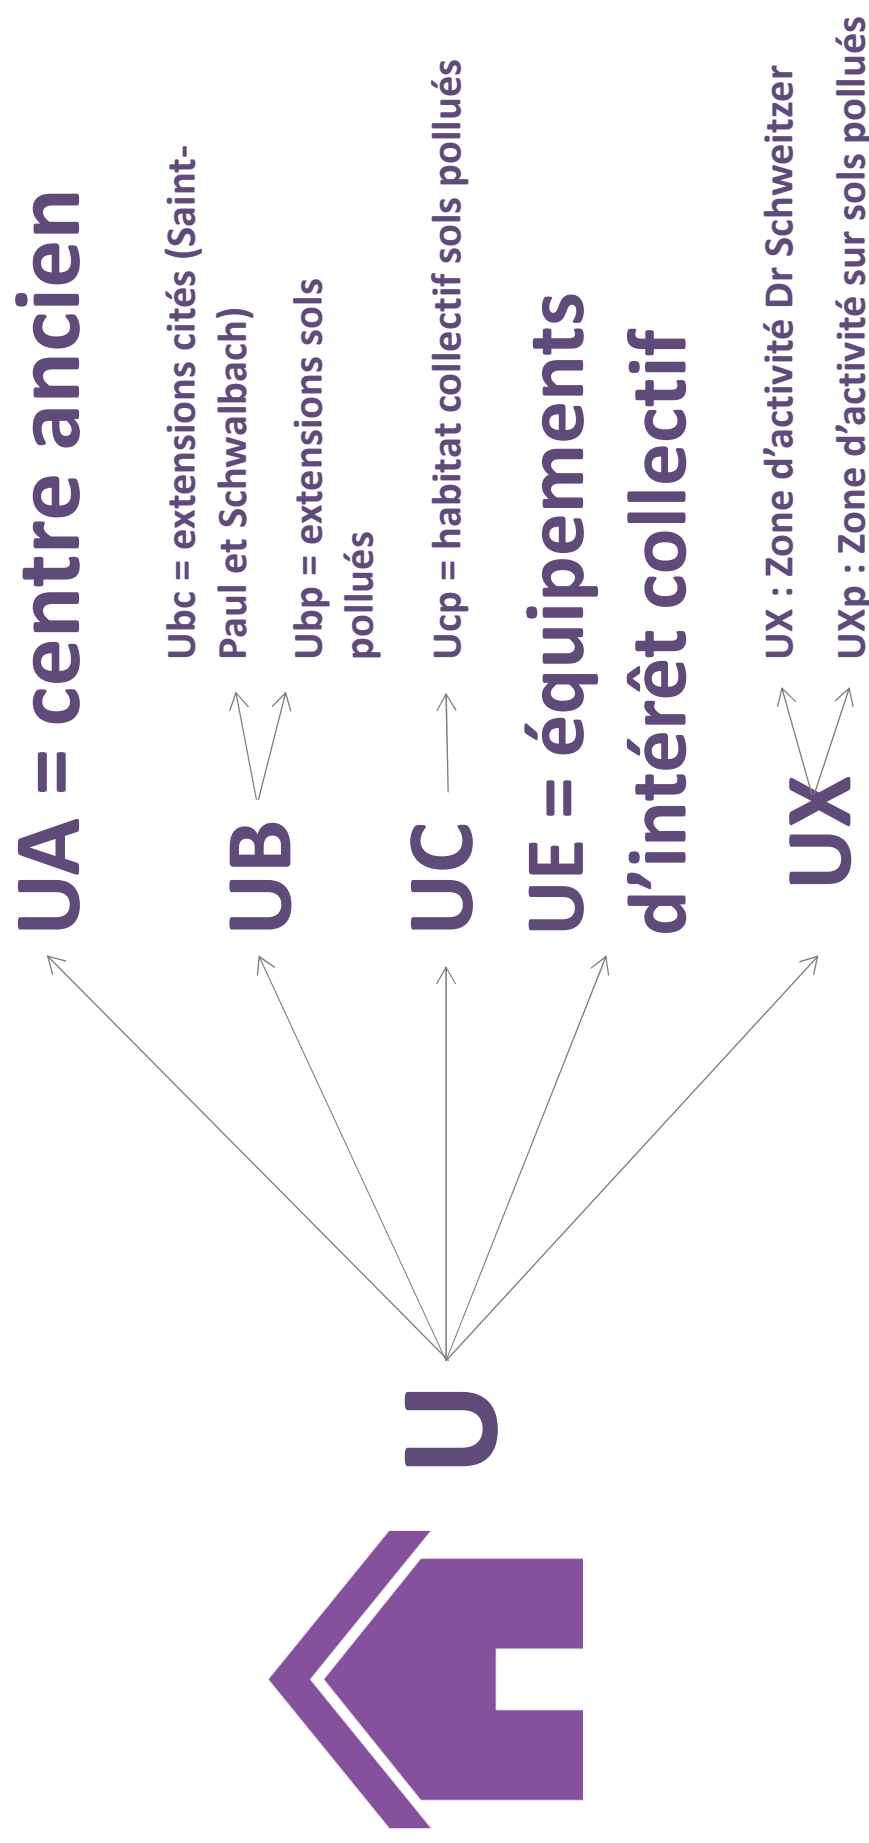 U
UA = centre ancien
UB
Ubc = extensions cités (Saint-
Paul et Schwalbach)
Ubp = extensions sols
pollués
UC
Ucp = habitat collectif sols pollués
UE = équipements
d’intérêt collectif
UX
UX : Zone d’activité Dr Schweitzer
UXp : Zone d’activité sur sols pollués